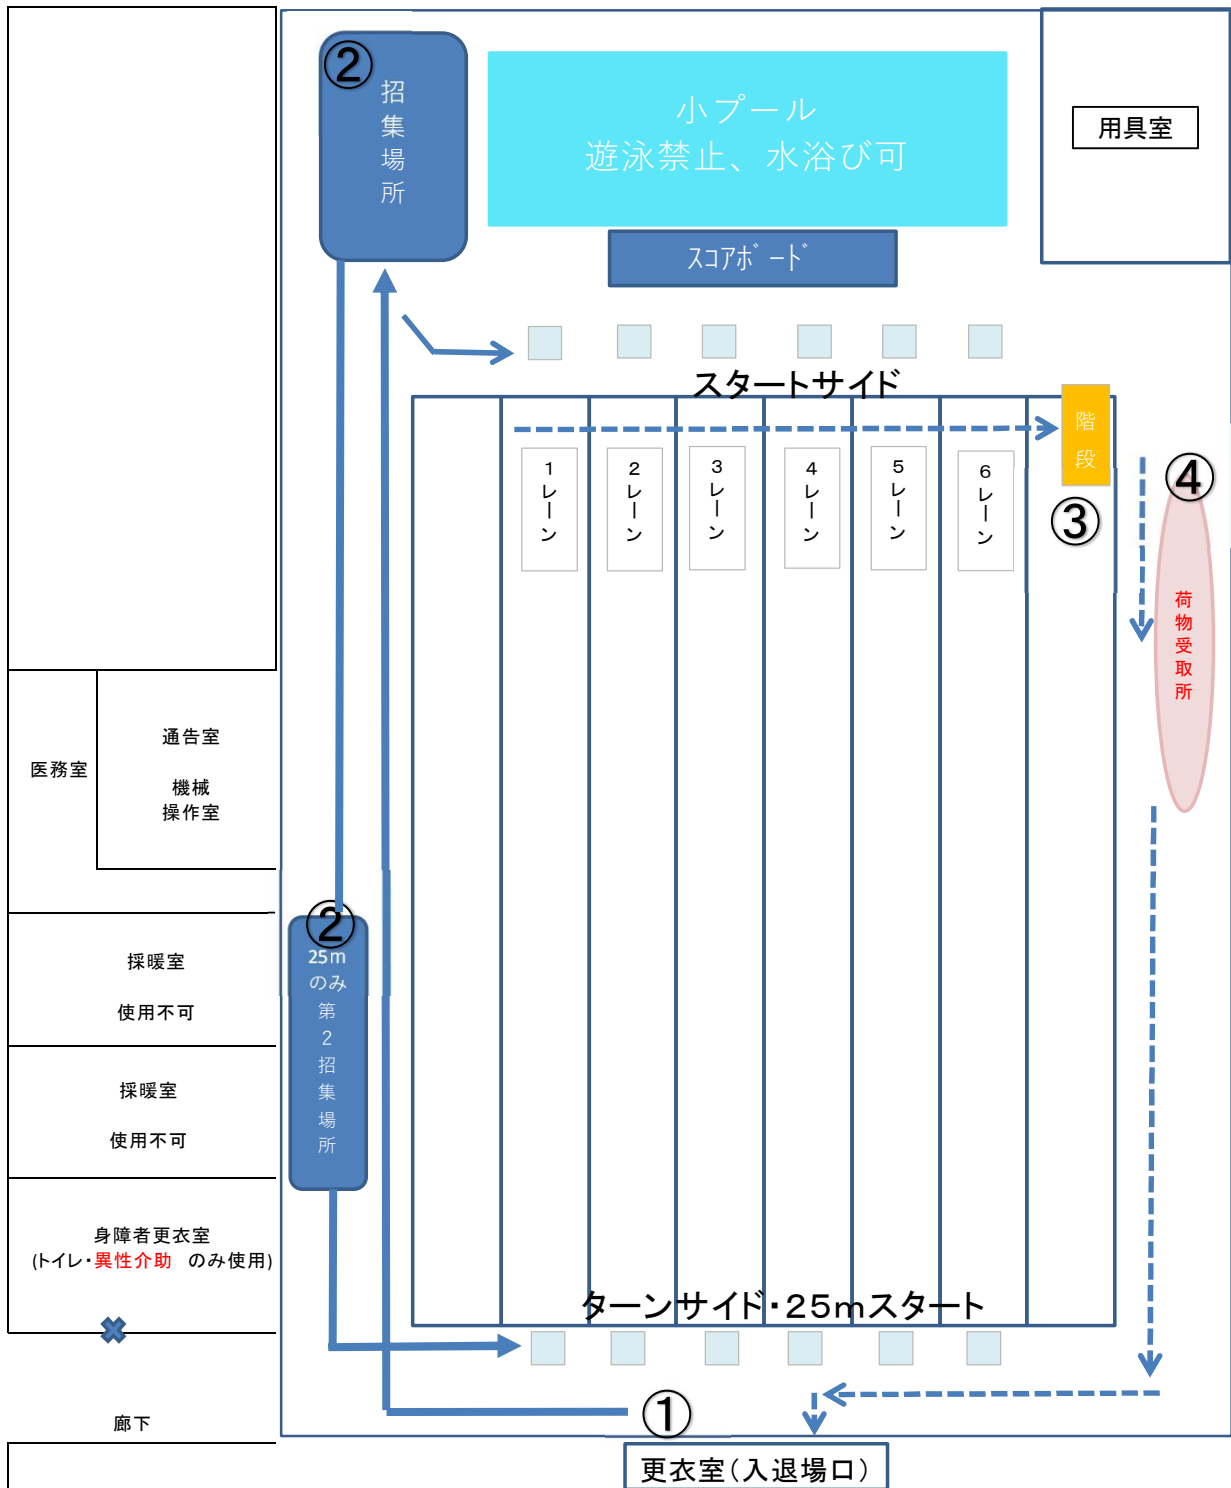 ②
招集場所
小プール
遊泳禁止、水浴び可
用具室
スコアボード
スタートサイド
階段
1レーン
2レーン
3レーン
4レーン
5レーン
6レーン
③
④
荷物受取所
医務室
通告室
機械
操作室
②
25m
のみ
第2招集場所
採暖室
使用不可
採暖室
使用不可
身障者更衣室
(トイレ・異性介助 のみ使用)
ターンサイド・25mスタート
①
廊下
更衣室(入退場口)